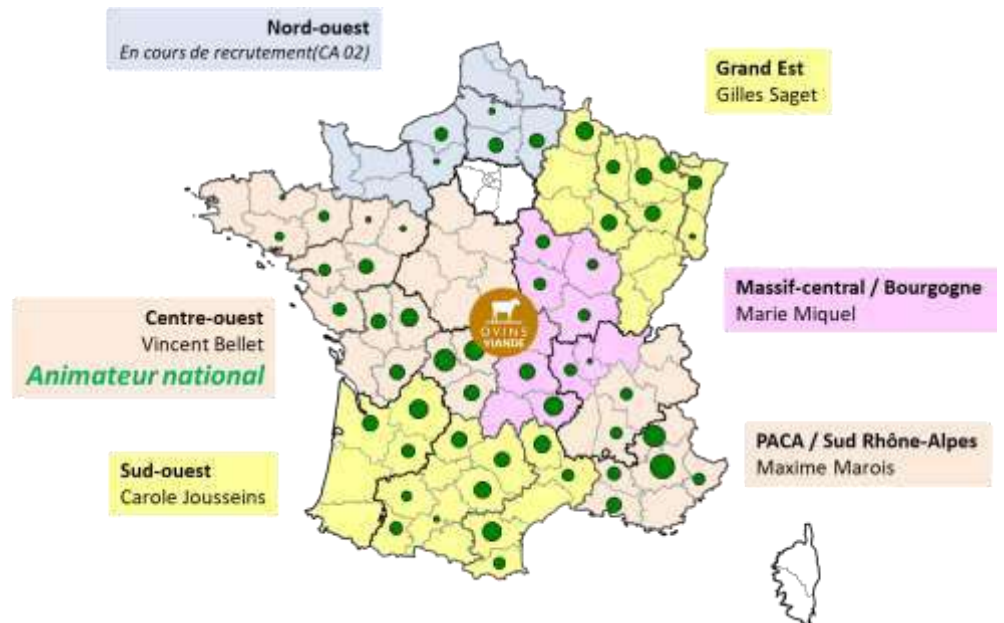 Nord-ouest
En cours de recrutement(CA 02)
Grand Est
Gilles Saget
Massif-central / Bourgogne
Marie Miquel
OVINS
VIANDE
Centre-ouest
Vincent Bellet
Animateur national
PACA / Sud Rhône-Alpes
Maxime Marois
Sud-ouest
Carole Jousseins